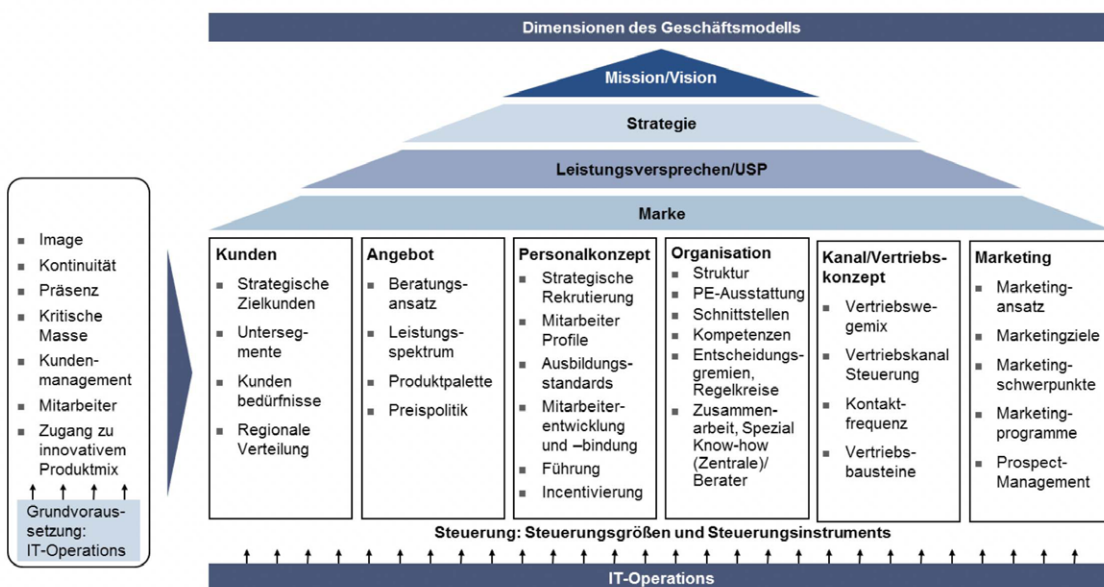 Dimensionen des Geschäftsmodells
Mission/Vision
Strategie
Leistungsversprechen/USP
Marke
Image
Kontinuität
Präsenz
Kritische
Masse
Kunden-
management
Mitarbeiter
Zugang zu
innovativem
Produktmix
Grundvoraus-
setzung:
IT-Operations
Kunden
Strategische
Zielkunden
Unterseg-
mente
Kunden
bedürfnisse
Regionale
Verteilung
Angebot
Beratungs-
ansatz
Leistungs-
spektrum
Produktpalette
Preispolitik
Personalkonzept
Strategische
Rekrutierung
Mitarbeiter
Profile
Ausbildungs-
standards
Mitarbeiter-
entwicklung
und –bindung
Führung
Incentivierung
Organisation
Struktur
PE-Ausstattung
Schnittstellen
Kompetenzen
Entscheidungs-
gremien,
Regelkreise
Zusammen-
arbeit, Spezial
Know-how
(Zentrale)/
Berater
Kanal/Vertriebs-
konzept
Vertriebswe-
gemix
Vertriebskanal
Steuerung
Kontakt-
frequenz
Vertriebs-
bausteine
Marketing
Marketing-
ansatz
Marketingziele
Marketing-
schwerpunkte
Marketing-
programme
Prospect-
Management
Steuerung: Steuerungsgrößen und Steuerungsinstruments
IT-Operations